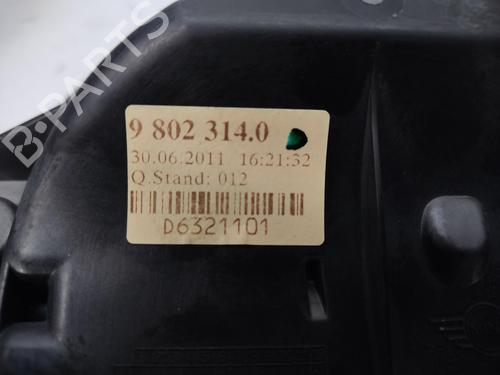 B-PARTS
9 802 314.0
30.06.2011 16:21:32
Q.Stand: 012
D6321101